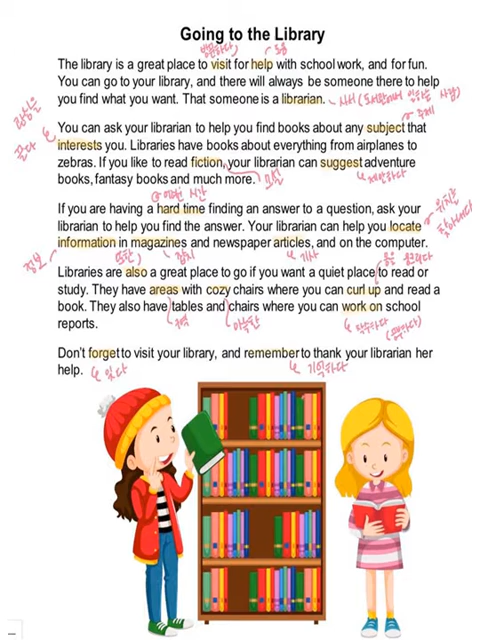 Going to the Library
방문하다 도움
The library is a great place to visit for help with school work, and for fun.
You can go to your library, and there will always be someone there to help
you find what you want. That someone is a librarian. 사서 (도서관에서 일하는 사람)
You can ask your librarian to help you find books about any subject that
주제
interests you. Libraries have books about everything from airplanes to
끌다
zebras. If you like to read fiction, your librarian can suggest adventure
books, fantasy books and much more. 소설 제안하다
시간
If you are having a hard time finding an answer to a question, ask your
librarian to help you find the answer. Your librarian can help you locate
위치를 찾아내다
information in magazines and newspaper articles, and on the computer.
정보 또한 잡지 기사
Libraries are also a great place to go if you want a quiet place to read or
study. They have areas with cozy chairs where you can curl up and read a
book. They also have tables and chairs where you can work on school
reports. 구역 아늑한 착수하다
Don't forget to visit your library, and remember to thank your librarian her
help. 잊다 기억하다